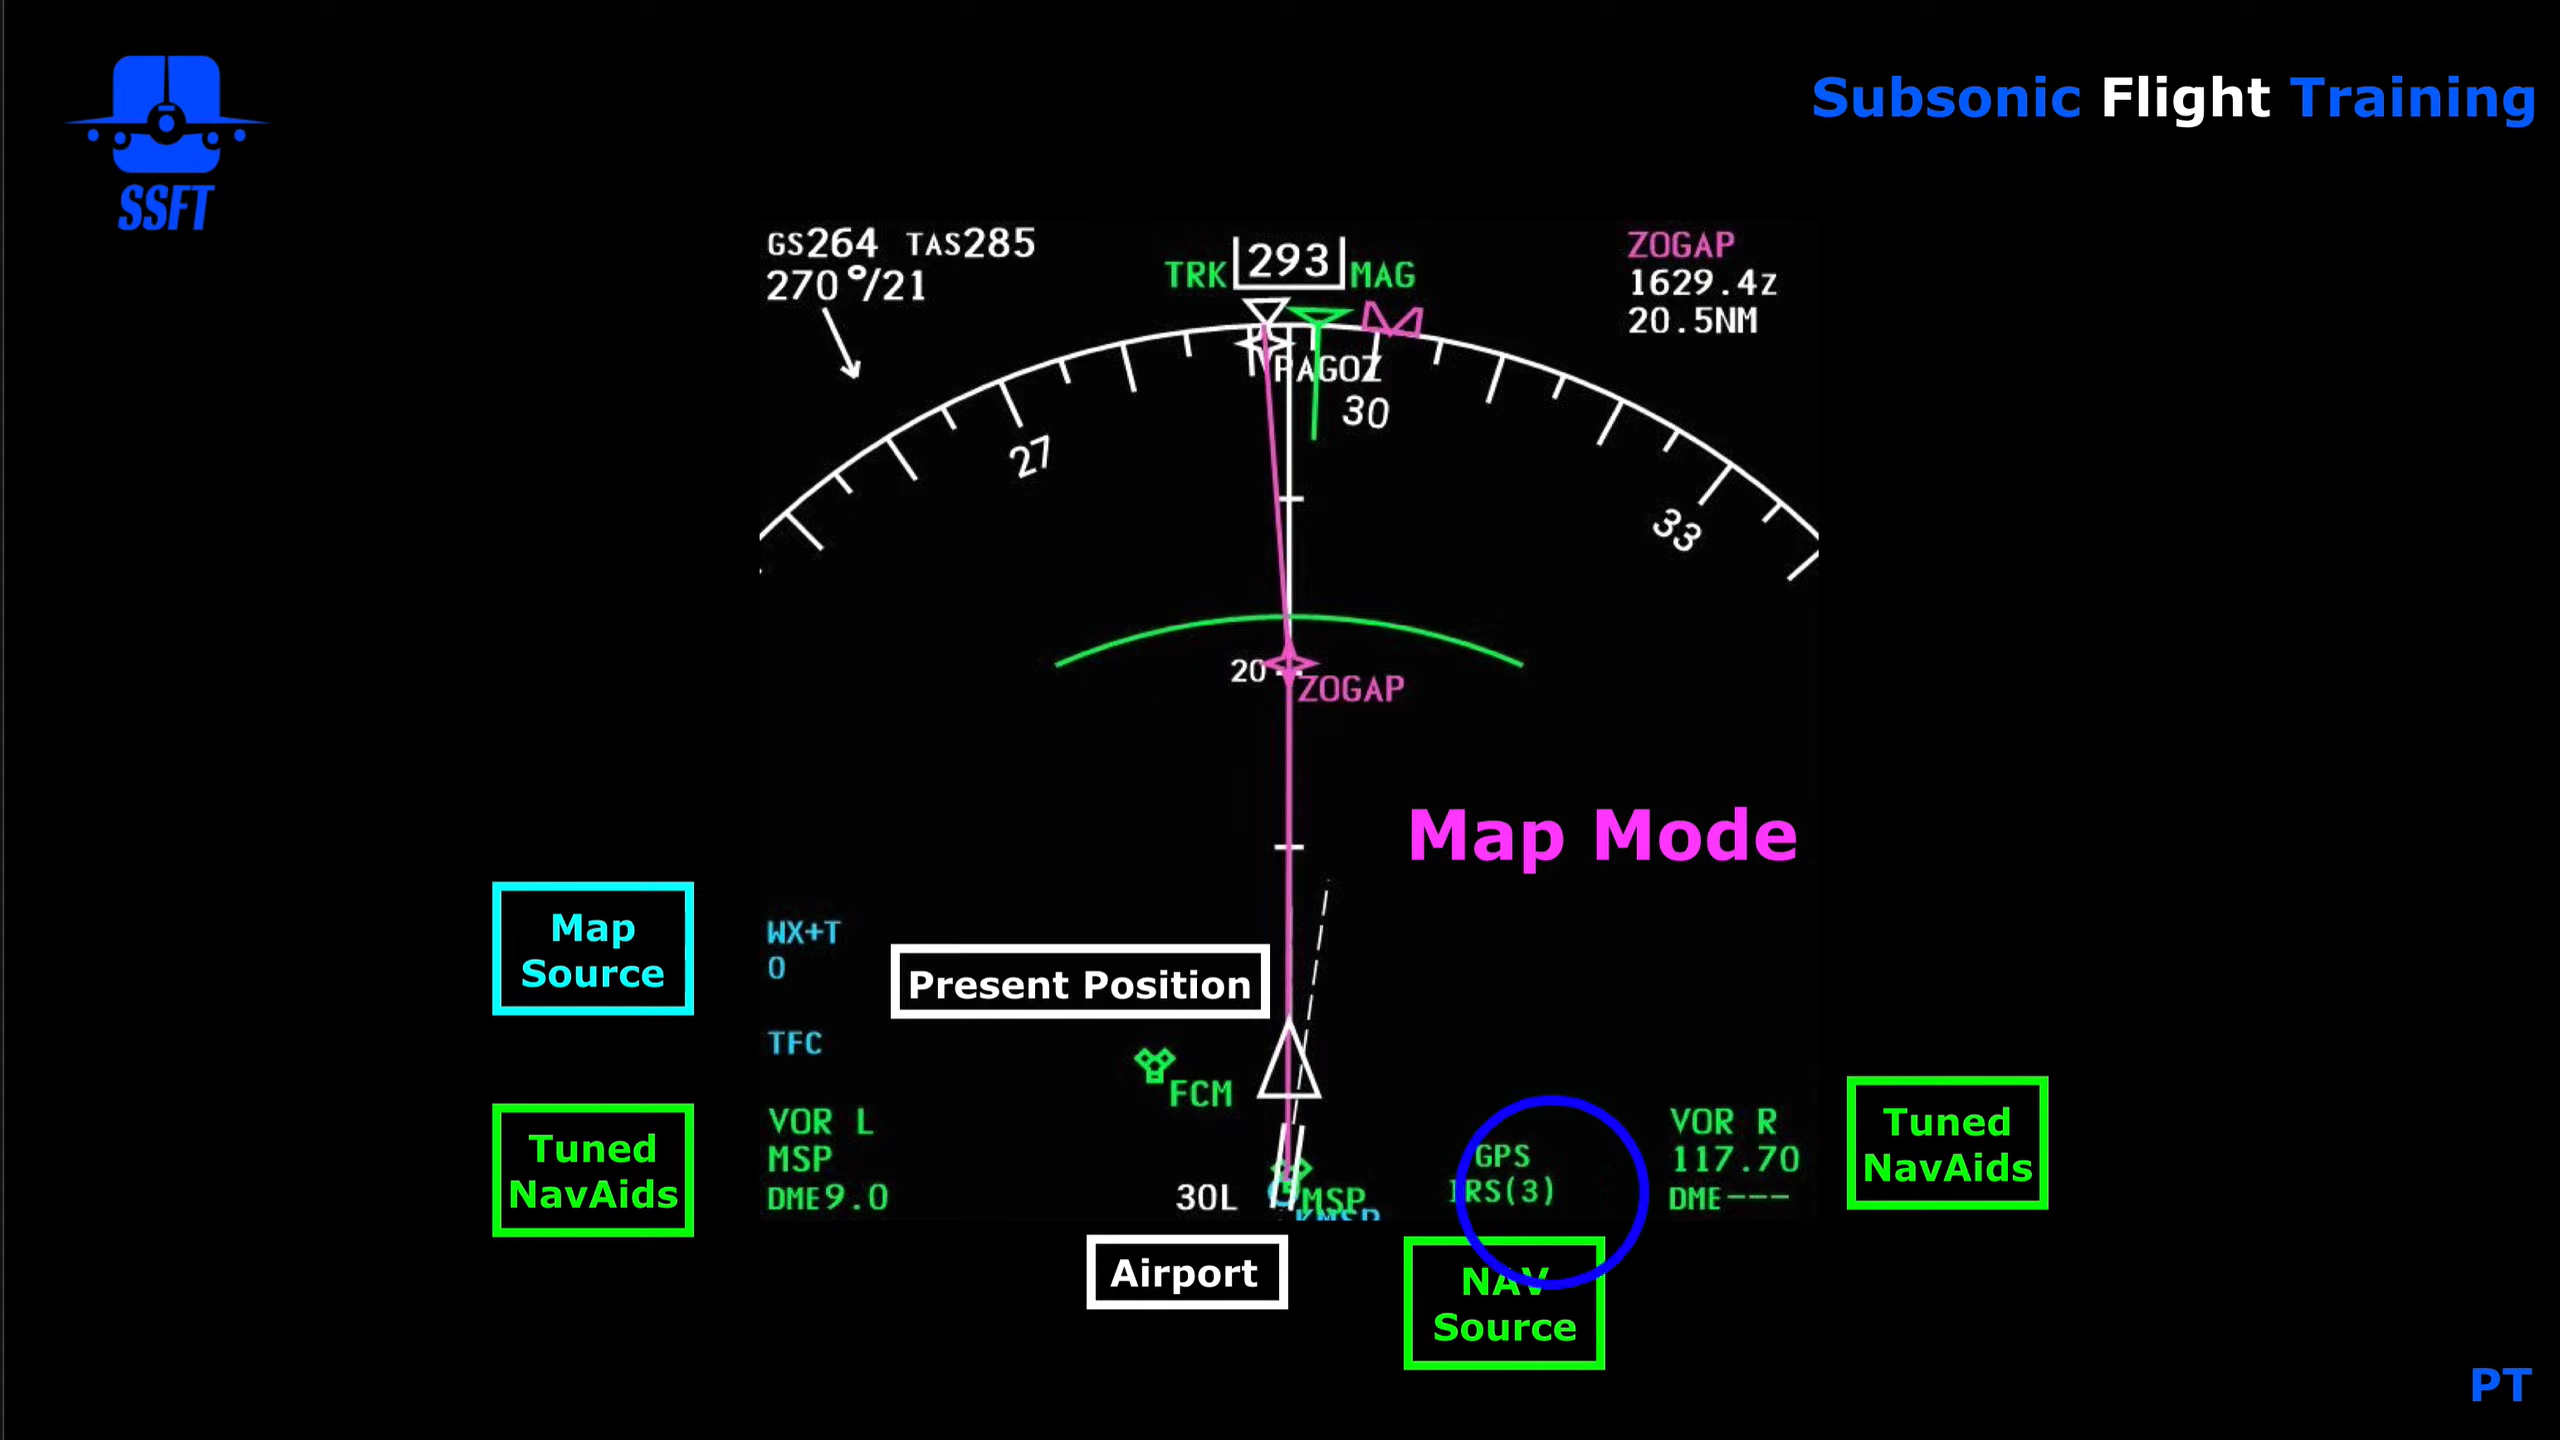 SSFT
Subsonic Flight Training
GS264 TAS285
270°/21
TRK 293 MAG
ZOGAP
1629.4z
20.5NM
PAGOZ
27
30
33
20
ZOGAP
Map Mode
Map
Source
WX+T
0
Present Position
TFC
FCM
Tuned
NavAids
VOR L
MSP
DME9.0
30L
MSP
KMSP
GPS
IRS(3)
VOR R
117.70
DME---
Tuned
NavAids
Airport
NAV
Source
PT